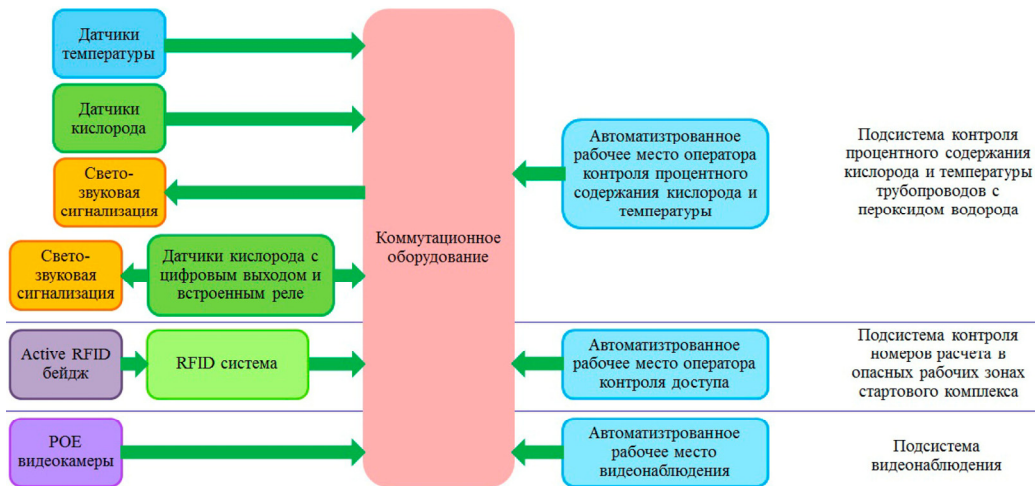 Датчики
температуры
Датчики
кислорода
Свето-
звуковая
сигнализация
Свето-
звуковая
сигнализация
Датчики кислорода с
цифровым выходом и
встроенным реле
Коммутационное
оборудование
Автоматизтрованное
рабочее место оператора
контроля процентного
содержания кислорода и
температуры
Подсистема контроля
процентного содержания
кислорода и температуры
трубопроводов с
пероксидом водорода
Active RFID
бейдж
RFID система
Автоматизтрованное
рабочее место оператора
контроля доступа
Подсистема контроля
номеров расчета в
опасных рабочих зонах
стартового комплекса
POE
видеокамеры
Автоматизтрованное
рабочее место
видеонаблюдения
Подсистема
видеонаблюдения